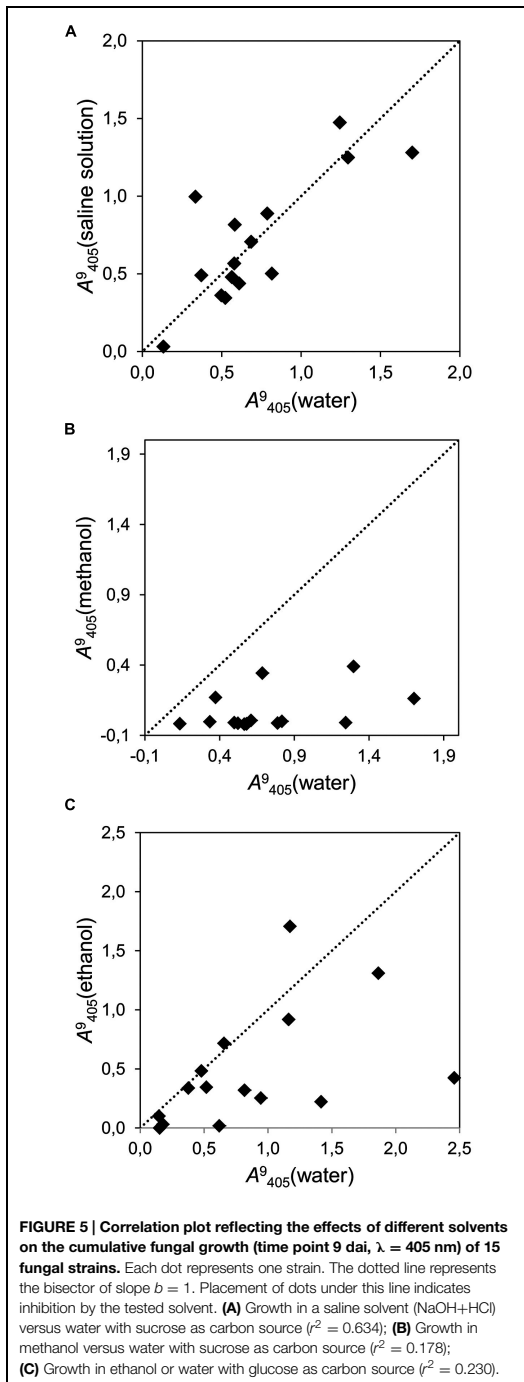 A
2,0
1,5
1,0
0,5
0,0
A⁹₄₀₅(saline solution)
0,0 0,5 1,0 1,5 2,0
A⁹₄₀₅(water)
B
1,9
1,4
0,9
0,4
-0,1
A⁹₄₀₅(methanol)
-0,1 0,4 0,9 1,4 1,9
A⁹₄₀₅(water)
C
2,5
2,0
1,5
1,0
0,5
0,0
A⁹₄₀₅(ethanol)
0,0 0,5 1,0 1,5 2,0 2,5
A⁹₄₀₅(water)
FIGURE 5 | Correlation plot reflecting the effects of different solvents
on the cumulative fungal growth (time point 9 dai, λ = 405 nm) of 15
fungal strains. Each dot represents one strain. The dotted line represents
the bisector of slope b = 1. Placement of dots under this line indicates
inhibition by the tested solvent. (A) Growth in a saline solvent (NaOH+HCl)
versus water with sucrose as carbon source (r² = 0.634); (B) Growth in
methanol versus water with sucrose as carbon source (r² = 0.178);
(C) Growth in ethanol or water with glucose as carbon source (r² = 0.230).